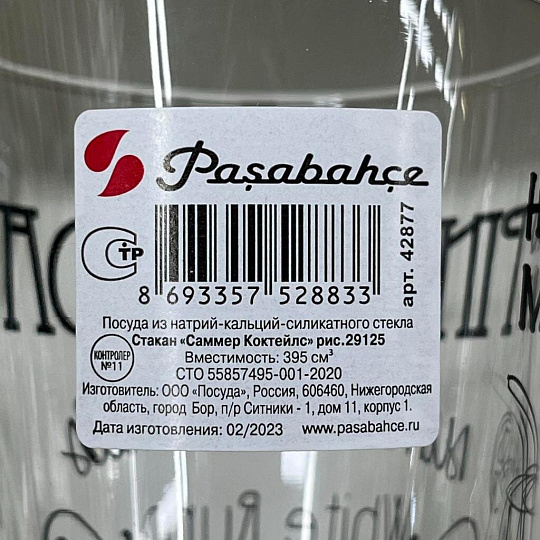 Paşabahçe
арт. 42877
СТР
8 693357 528833
Посуда из натрий-кальций-силикатного стекла
Стакан «Саммер Коктейлс» рис.29125
Вместимость: 395 см³
КОНТРОЛЕР
№11
СТО 55857495-001-2020
Изготовитель: ООО «Посуда», Россия, 606460, Нижегородская
область, город Бор, п/р Ситники - 1, дом 11, корпус 1.
Дата изготовления: 02/2023 www.pasabahce.ru
White